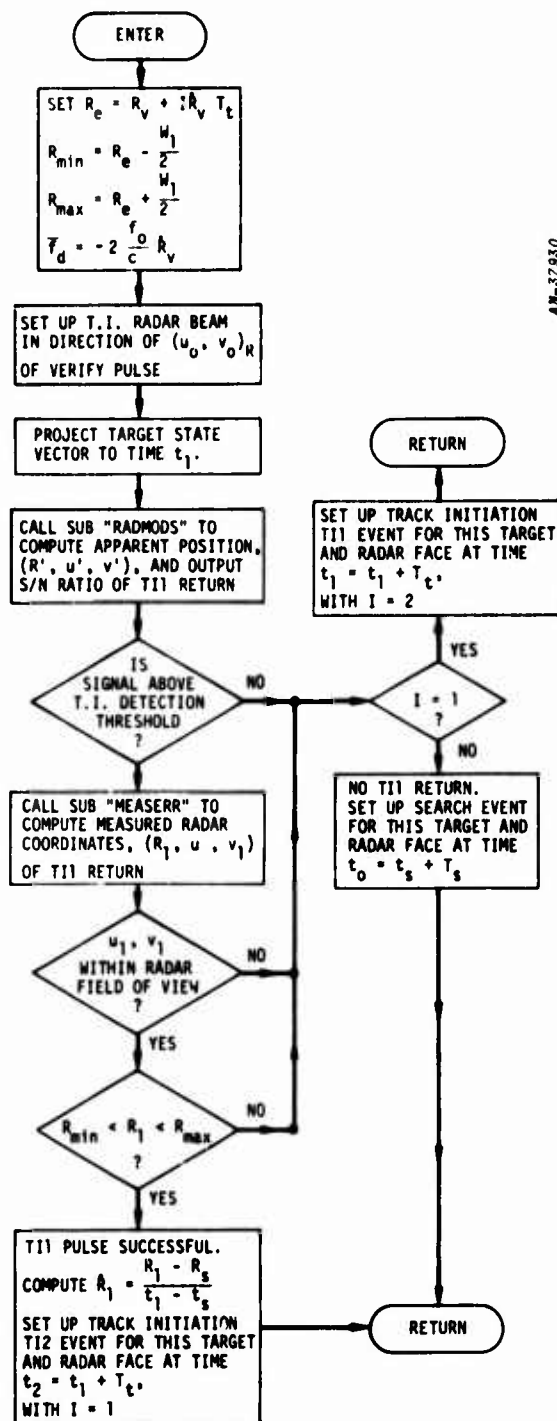 ENTER
SET R_e = R_v + IṘ_v T_t
R_min = R_e - W_1/2
R_max = R_e + W_1/2
f̅_d = - 2 f_o/c Ṙ_v
SET UP T.I. RADAR BEAM
IN DIRECTION OF (u_o, v_o)_R
OF VERIFY PULSE
PROJECT TARGET STATE
VECTOR TO TIME t_1.
CALL SUB "RADMODS" TO
COMPUTE APPARENT POSITION,
(R', u', v'), AND OUTPUT
S/N RATIO OF TI1 RETURN
IS
SIGNAL ABOVE
T.I. DETECTION
THRESHOLD
?
NO
CALL SUB "MEASERR" TO
COMPUTE MEASURED RADAR
COORDINATES, (R_1, u , v_1)
OF TI1 RETURN
u_1, v_1
WITHIN RADAR
FIELD OF VIEW
?
NO
YES
R_min < R_1 < R_max
?
NO
YES
TI1 PULSE SUCCESSFUL.
COMPUTE Ṙ_1 = (R_1 - R_s)/(t_1 - t_s)
SET UP TRACK INITIATION
TI2 EVENT FOR THIS TARGET
AND RADAR FACE AT TIME
t_2 = t_1 + T_t,
WITH I = 1
AN-37930
RETURN
SET UP TRACK INITIATION
TI1 EVENT FOR THIS TARGET
AND RADAR FACE AT TIME
t_1 = t_1 + T_t,
WITH I = 2
YES
I = 1
?
NO
NO TI1 RETURN.
SET UP SEARCH EVENT
FOR THIS TARGET AND
RADAR FACE AT TIME
t_o = t_s + T_s
RETURN